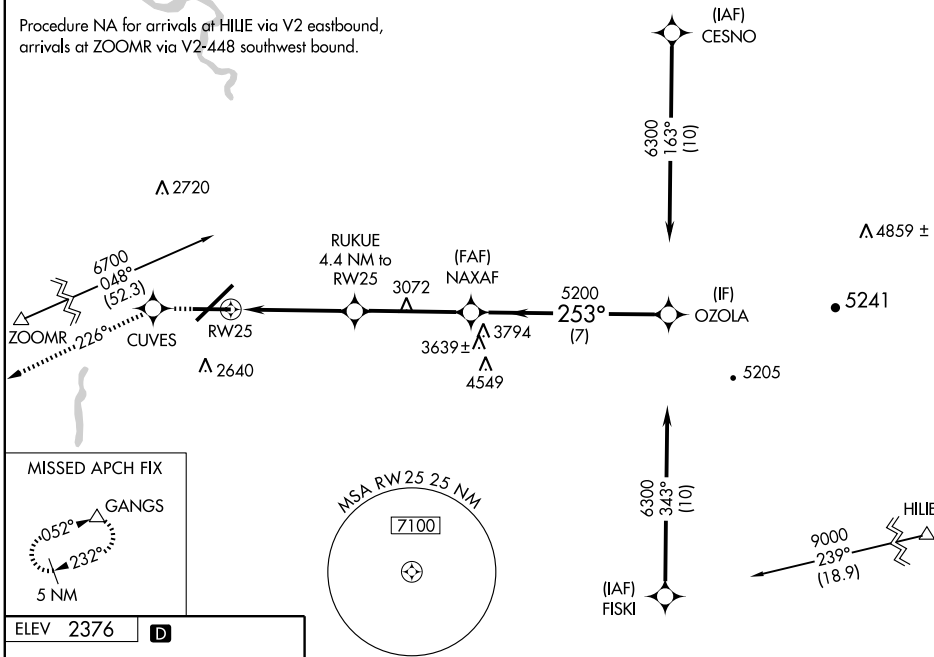 Procedure NA for arrivals at HILIE via V2 eastbound,
arrivals at ZOOMR via V2-448 southwest bound.
(IAF)
CESNO
6300
163°
(10)
2720
4859 ±
RUKUE
4.4 NM to
RW25
(FAF)
NAXAF
6700
048°
(52.3)
3072
5200
253°
(7)
(IF)
OZOLA
5241
ZOOMR
226°
CUVES
RW25
3794
3639 ±
4549
2640
5205
MISSED APCH FIX
GANGS
052°
232°
5 NM
MSA RW25 25 NM
7100
6300
343°
(10)
HILIE
9000
239°
(18.9)
(IAF)
FISKI
ELEV 2376 D